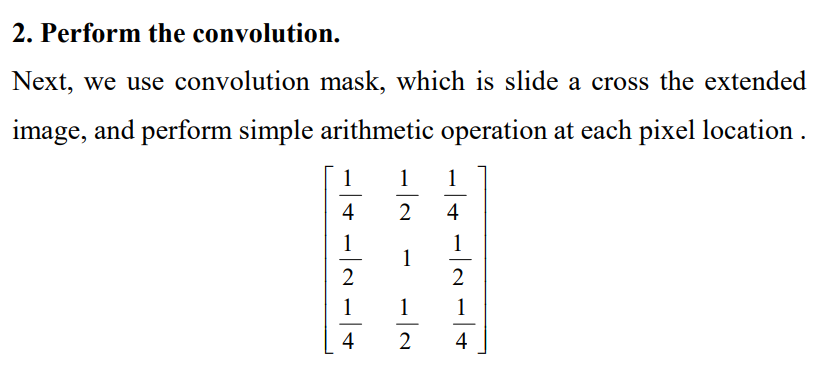 2. Perform the convolution.
Next, we use convolution mask, which is slide a cross the extended
image, and perform simple arithmetic operation at each pixel location .
1 1 1
4 2 4
1 1 1
2 2
1 1 1
4 2 4